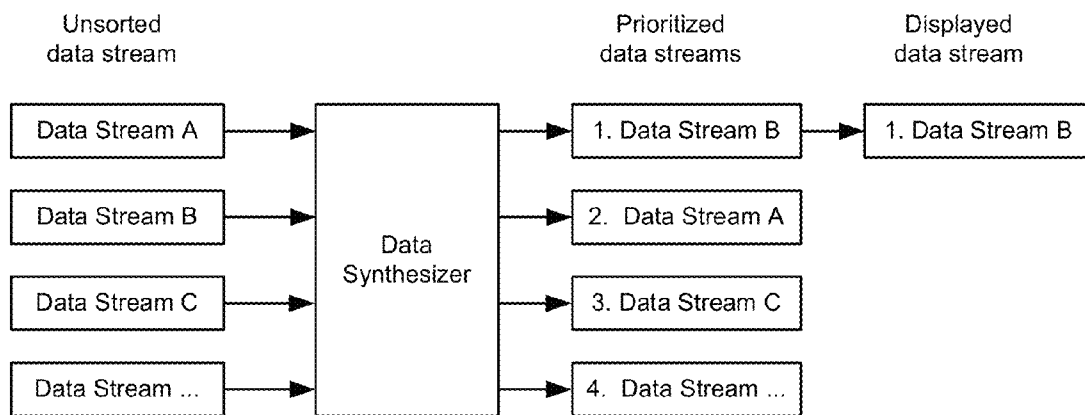 Unsorted
data stream
Prioritized
data streams
Displayed
data stream
Data Stream A
1. Data Stream B
1. Data Stream B
Data Stream B
2. Data Stream A
Data Synthesizer
Data Stream C
3. Data Stream C
Data Stream ...
4. Data Stream ...